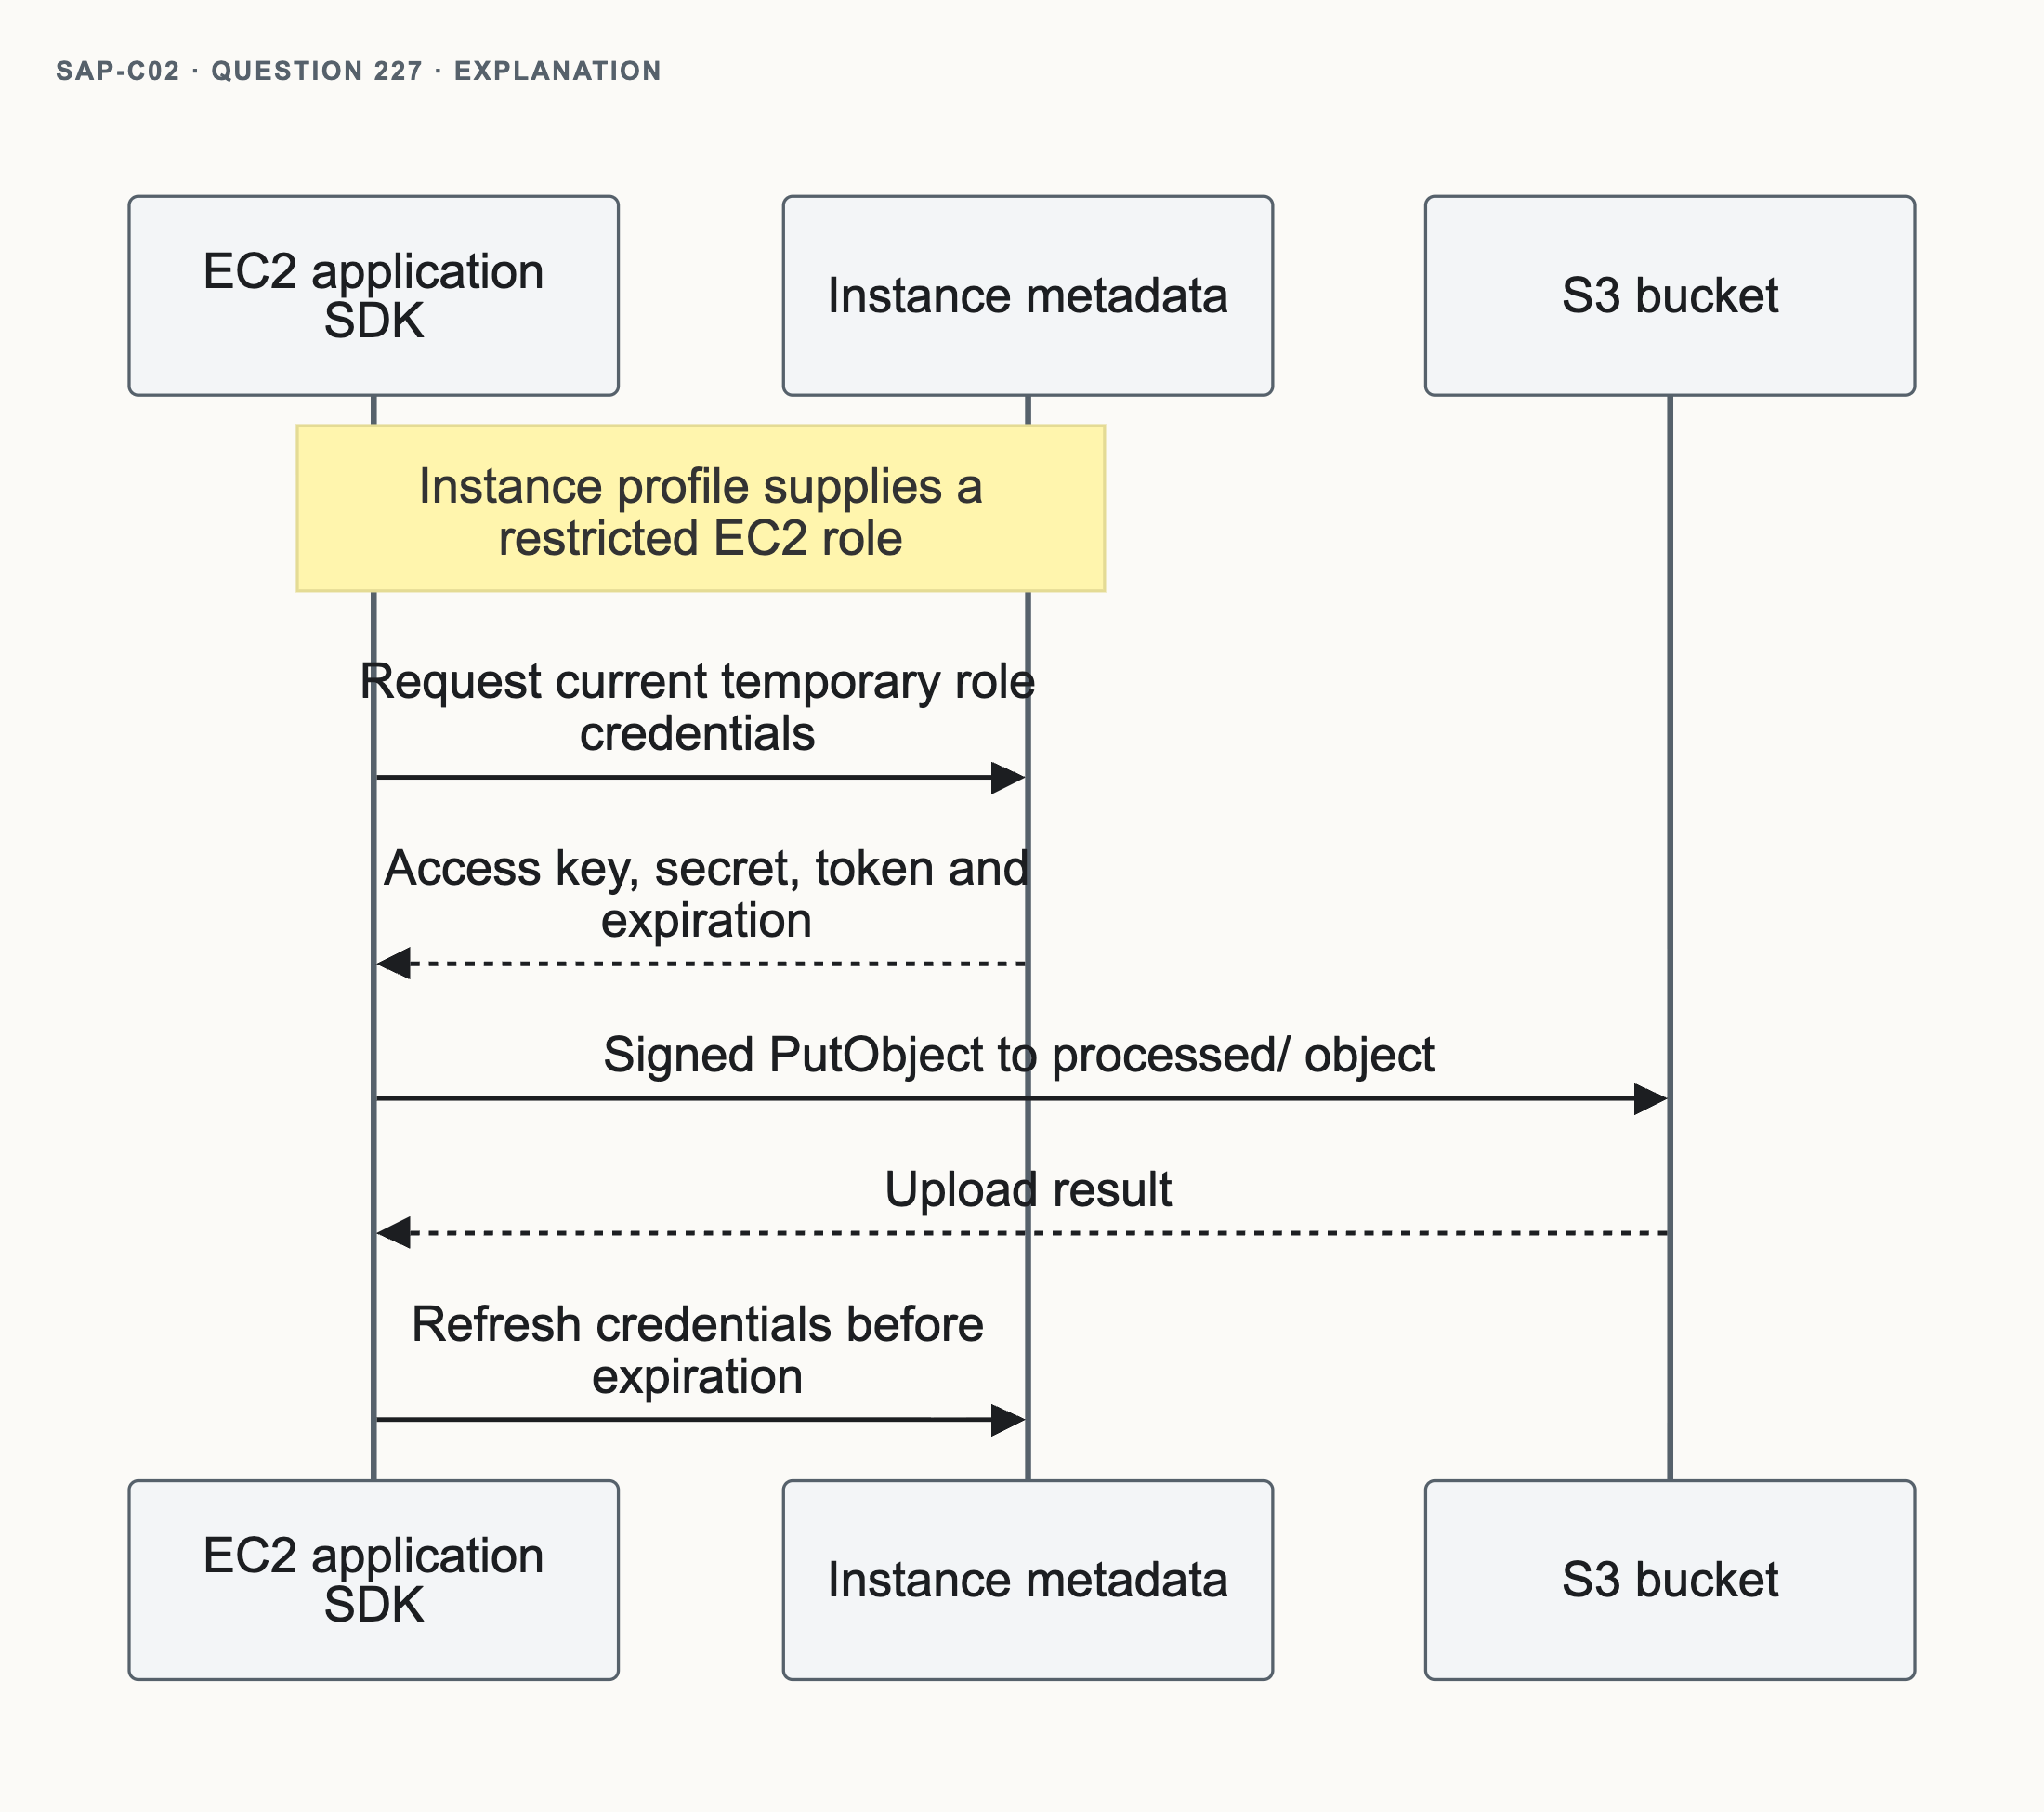 SAP-C02 · QUESTION 227 · EXPLANATION
EC2 application
SDK
Instance metadata
S3 bucket
Instance profile supplies a
restricted EC2 role
Request current temporary role
credentials
Access key, secret, token and
expiration
Signed PutObject to processed/ object
Upload result
Refresh credentials before
expiration
EC2 application
SDK
Instance metadata
S3 bucket